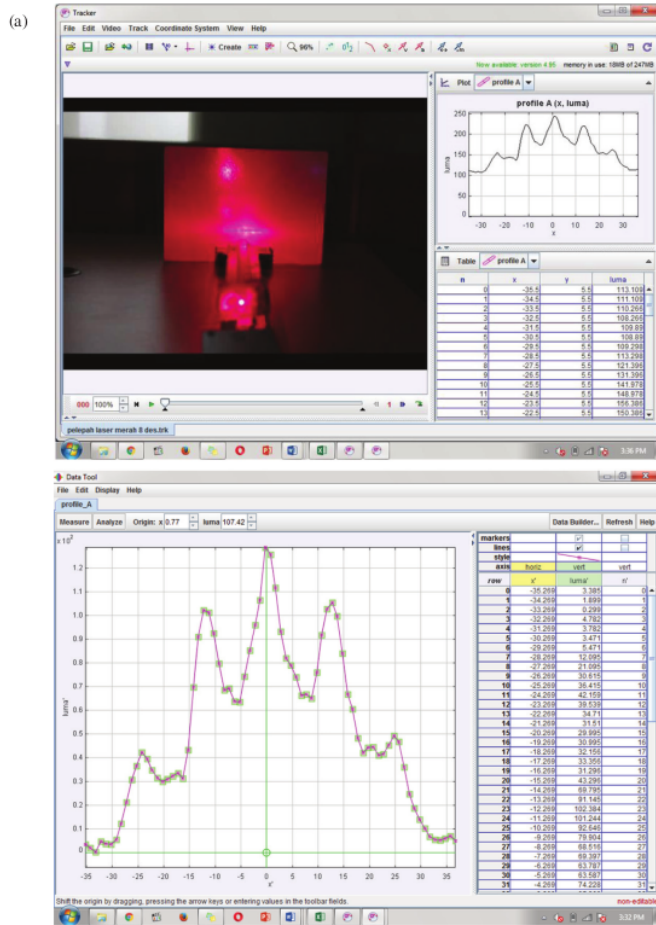 (a)
Tracker
File Edit Video Track Coordinate System View Help
Create 96%
Now available: version 4.95 memory in use: 18MB of 247MB
Plot profile A
profile A (x, luma)
250
200
150
100
50
0
luma
-30 -20 -10 0 10 20 30
x
Table profile A
n x y luma
0 -35.5 5.5 113.109
1 -34.5 5.5 111.109
2 -33.5 5.5 110.266
3 -32.5 5.5 108.266
4 -31.5 5.5 109.89
5 -30.5 5.5 108.89
6 -29.5 5.5 109.298
7 -28.5 5.5 113.298
8 -27.5 5.5 121.396
9 -26.5 5.5 131.396
10 -25.5 5.5 141.978
11 -24.5 5.5 148.978
12 -23.5 5.5 156.386
13 -22.5 5.5 150.386
000 100% 1
pelepah laser merah 8 des.trk
3:36 PM
Data Tool
File Edit Display Help
profile_A
Measure Analyze Origin: x 0.77 luma 107.42 Data Builder... Refresh Help
x 10²
1.2
1.1
1
0.9
0.8
0.7
0.6
0.5
0.4
0.3
0.2
0.1
0
luma'
-35 -30 -25 -20 -15 -10 -5 0 5 10 15 20 25 30 35
x'
markers
lines
style
axis horiz vert vert
row x' luma' n'
0 -35.269 3.385 0
1 -34.269 1.899 1
2 -33.269 0.299 2
3 -32.269 4.782 3
4 -31.269 3.782 4
5 -30.269 3.471 5
6 -29.269 5.471 6
7 -28.269 12.095 7
8 -27.269 21.095 8
9 -26.269 30.615 9
10 -25.269 36.415 10
11 -24.269 42.159 11
12 -23.269 39.539 12
13 -22.269 34.71 13
14 -21.269 31.51 14
15 -20.269 29.995 15
16 -19.269 30.995 16
17 -18.269 32.156 17
18 -17.269 33.356 18
19 -16.269 31.296 19
20 -15.269 43.296 20
21 -14.269 69.795 21
22 -13.269 91.145 22
23 -12.269 102.384 23
24 -11.269 101.244 24
25 -10.269 92.646 25
26 -9.269 79.904 26
27 -8.269 68.516 27
28 -7.269 69.397 28
29 -6.269 63.787 29
30 -5.269 63.587 30
31 -4.269 74.228 31
Shift the origin by dragging, pressing the arrow keys or entering values in the toolbar fields. non-editable
3:32 PM